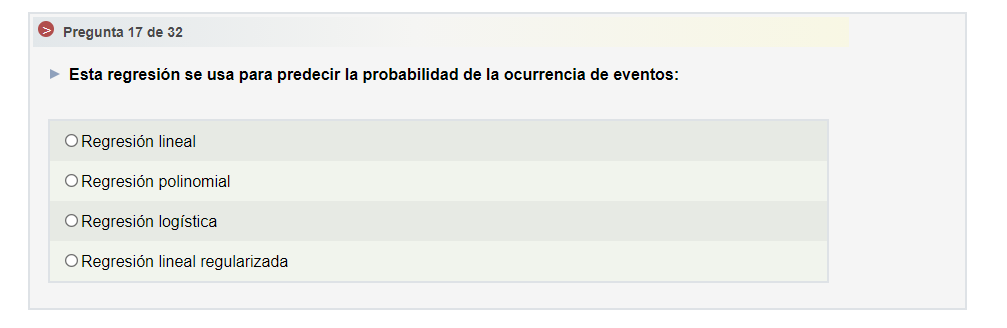 Pregunta 17 de 32
Esta regresión se usa para predecir la probabilidad de la ocurrencia de eventos:
Regresión lineal
Regresión polinomial
Regresión logística
Regresión lineal regularizada